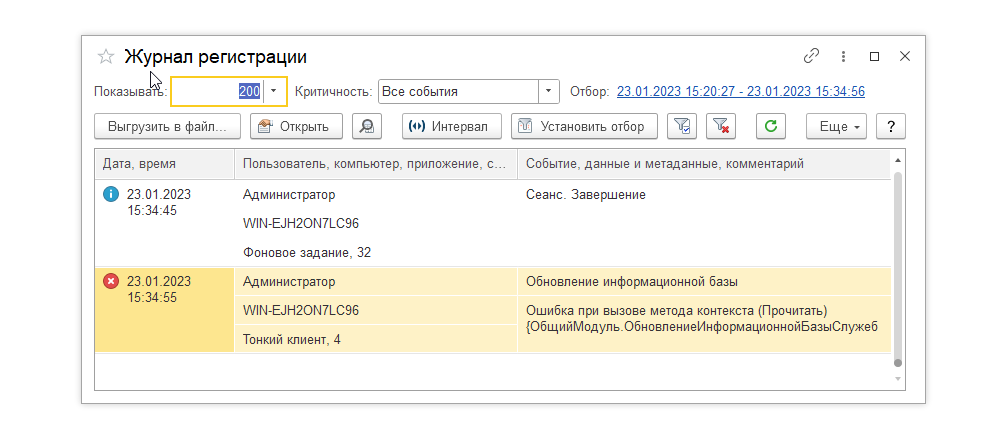 Журнал регистрации
Показывать: 200 Критичность: Все события Отбор: 23.01.2023 15:20:27 - 23.01.2023 15:34:56
Выгрузить в файл... Открыть Интервал Установить отбор Еще ?
Дата, время Пользователь, компьютер, приложение, с... Событие, данные и метаданные, комментарий
23.01.2023 Администратор Сеанс. Завершение
15:34:45
WIN-EJH2ON7LC96
Фоновое задание, 32
23.01.2023 Администратор Обновление информационной базы
15:34:55
WIN-EJH2ON7LC96 Ошибка при вызове метода контекста (Прочитать)
{ОбщийМодуль.ОбновлениеИнформационнойБазыСлужеб
Тонкий клиент, 4